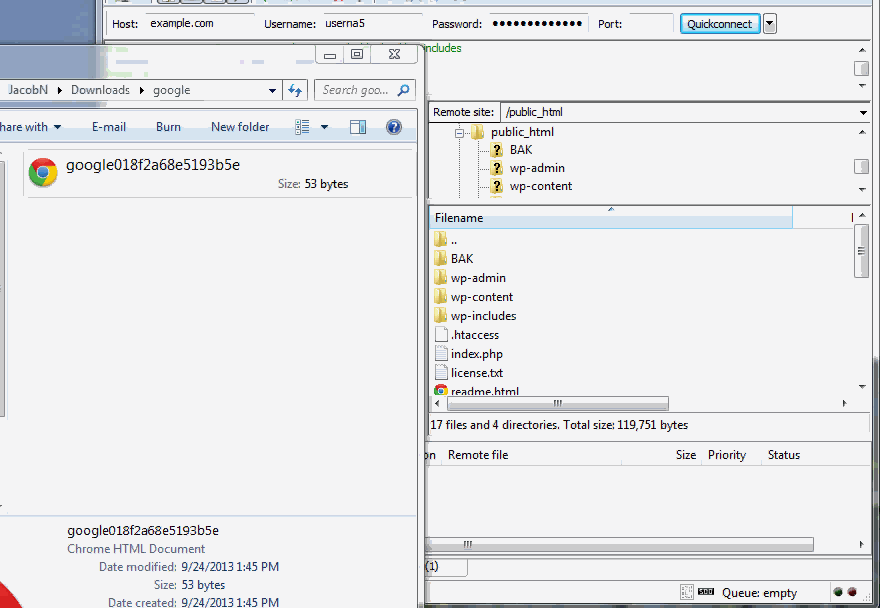 Host: example.com Username: userna5 Password: ●●●●●●●●●●●●●● Port: Quickconnect
includes
JacobN Downloads google Search goo...
hare with E-mail Burn New folder
google018f2a68e5193b5e
Size: 53 bytes
google018f2a68e5193b5e
Chrome HTML Document
Date modified: 9/24/2013 1:45 PM
Size: 53 bytes
Date created: 9/24/2013 1:45 PM
Remote site: /public_html
public_html
BAK
wp-admin
wp-content
Filename
..
BAK
wp-admin
wp-content
wp-includes
.htaccess
index.php
license.txt
readme.html
17 files and 4 directories. Total size: 119,751 bytes
on Remote file Size Priority Status
(1)
Queue: empty